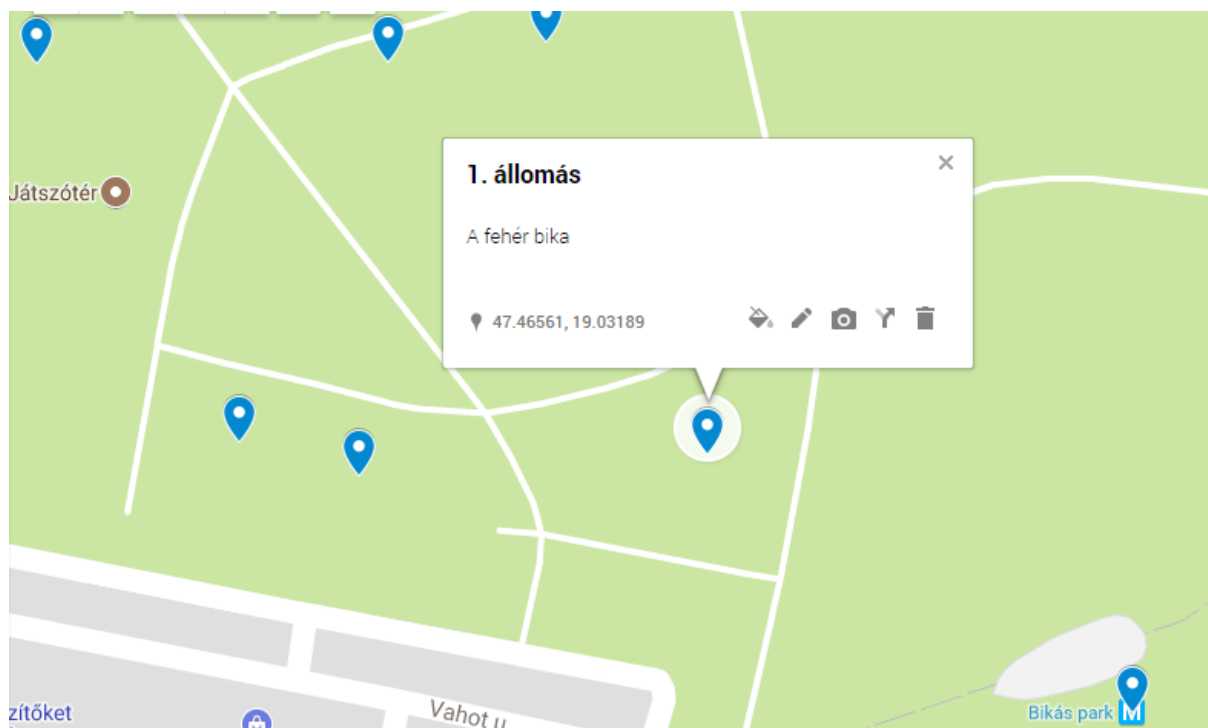 1. állomás
Játszótér
A fehér bika
47.46561, 19.03189
Vahot u
zítőket
Bikás park M